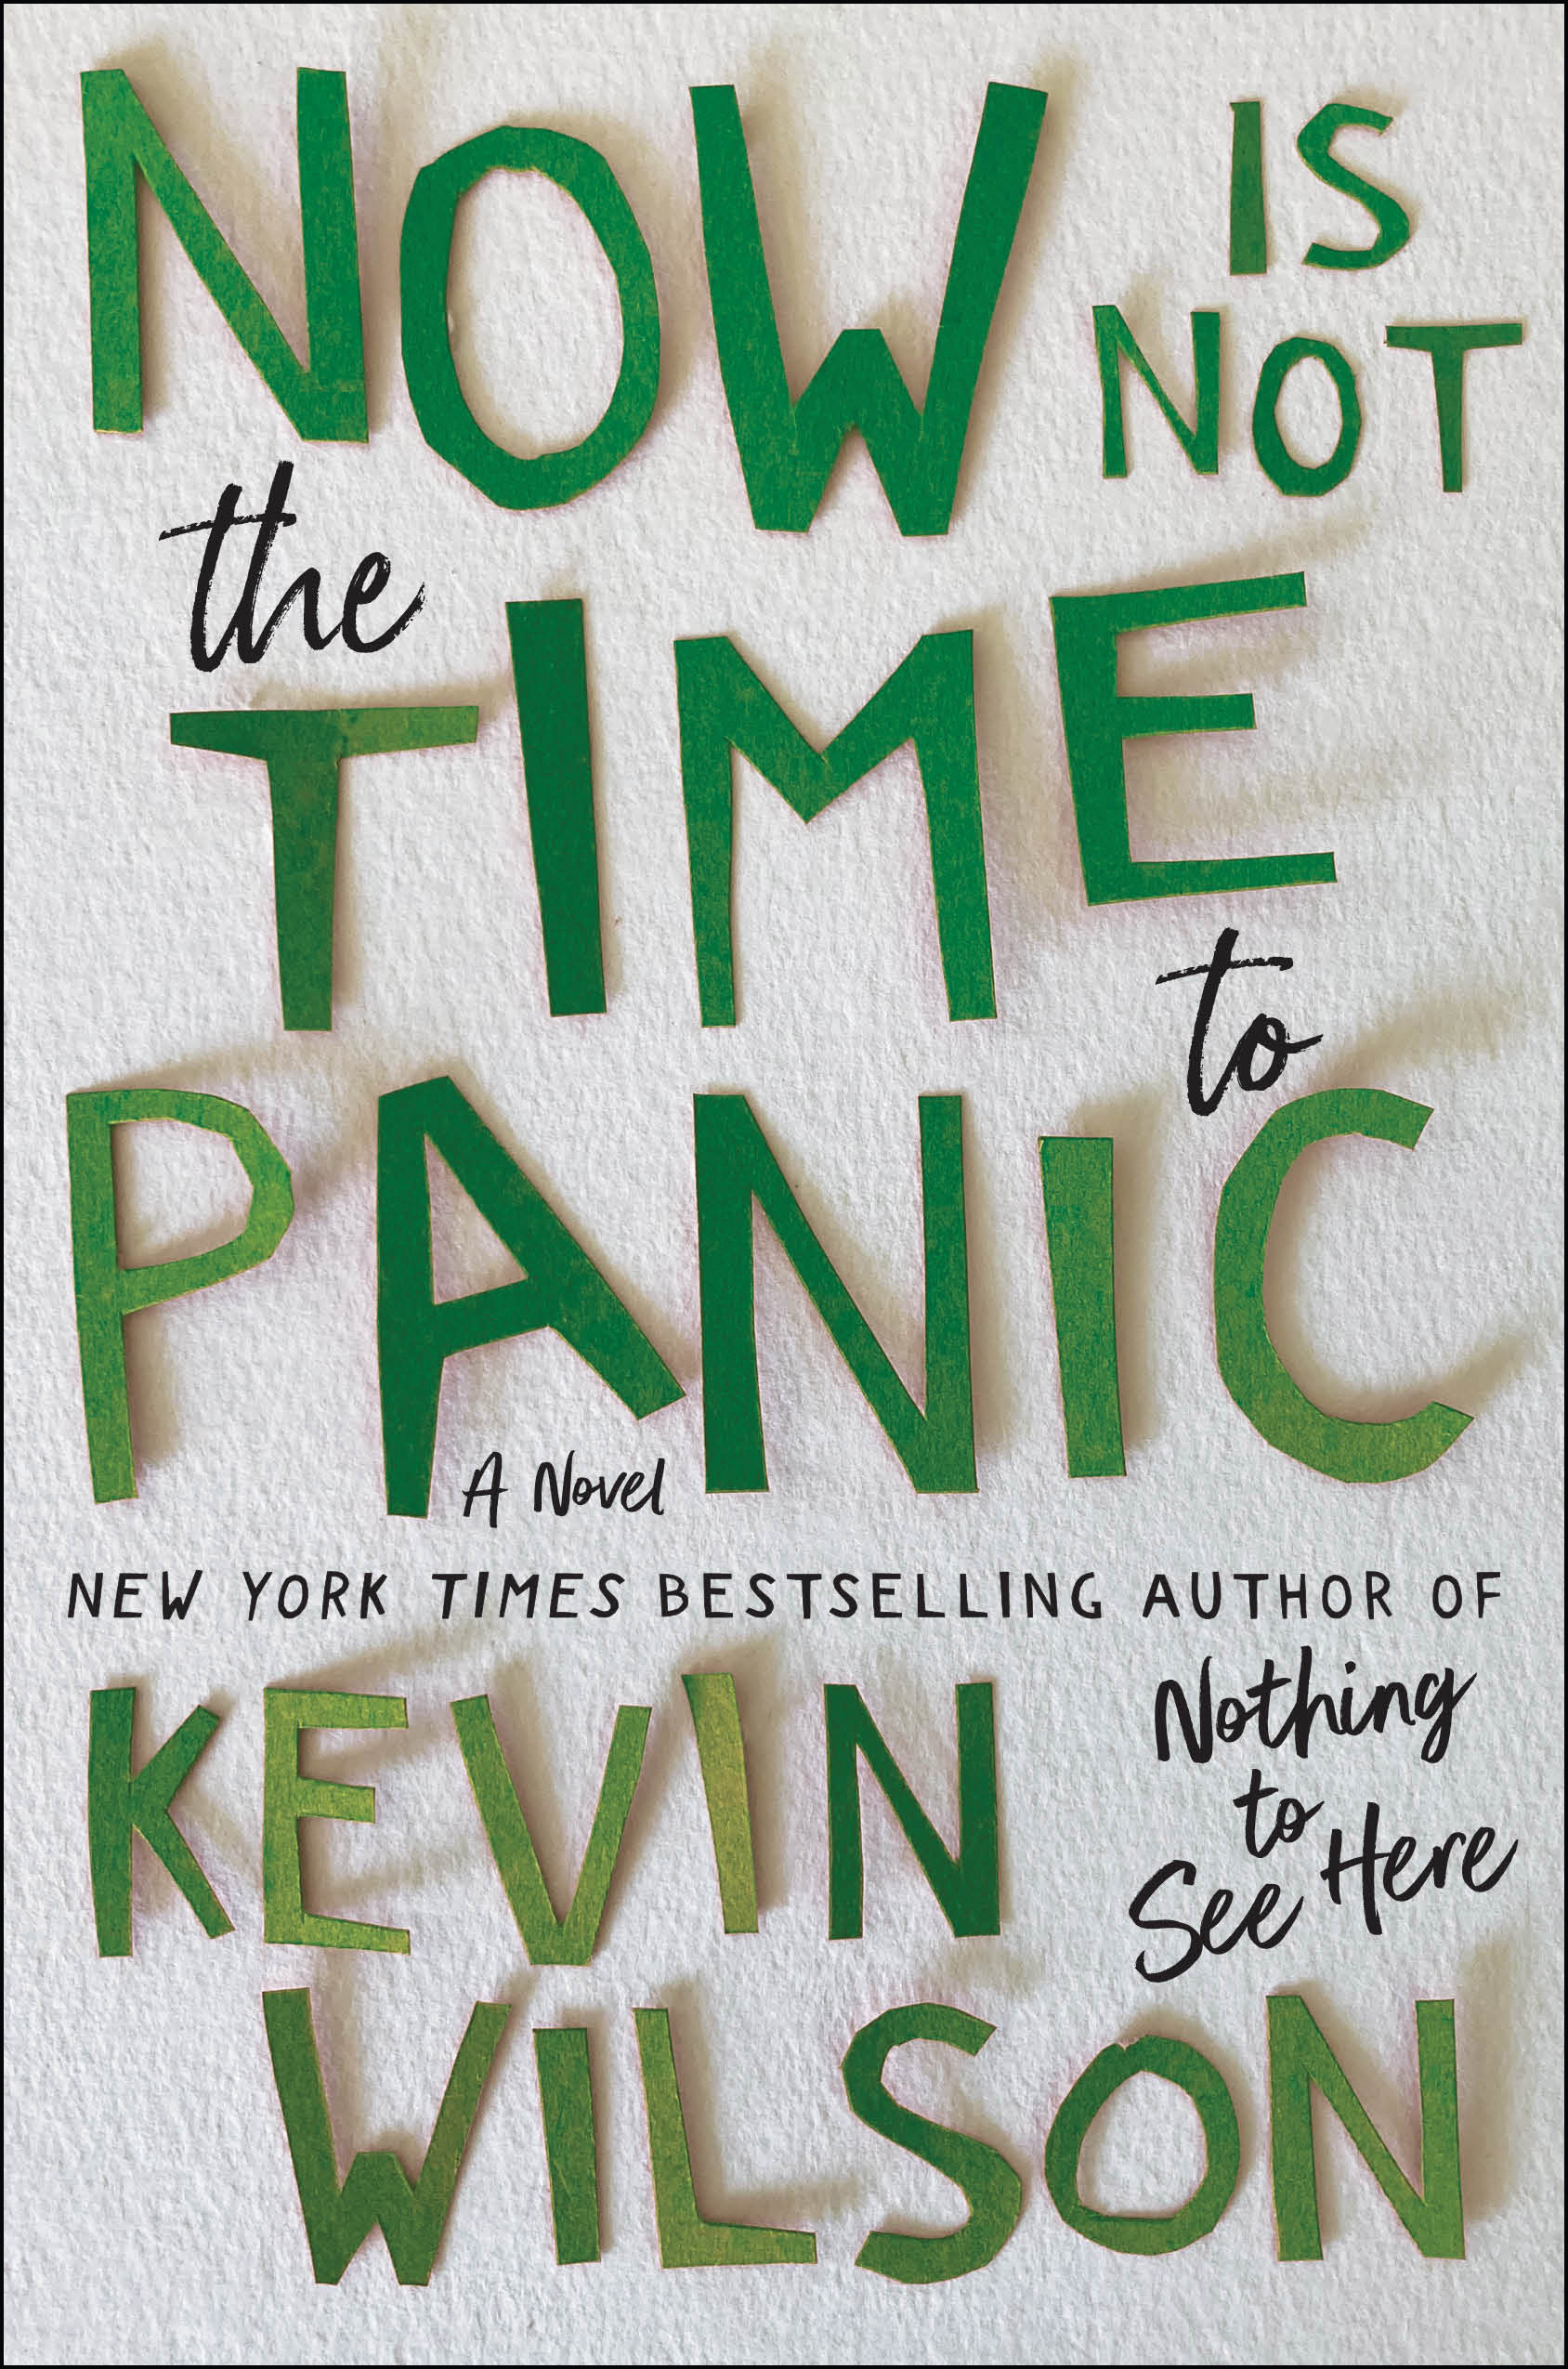 NOW IS
NOT
the
TIME
to
PANIC
A Novel
NEW YORK TIMES BESTSELLING AUTHOR OF
Nothing
to
See Here
KEVIN
WILSON